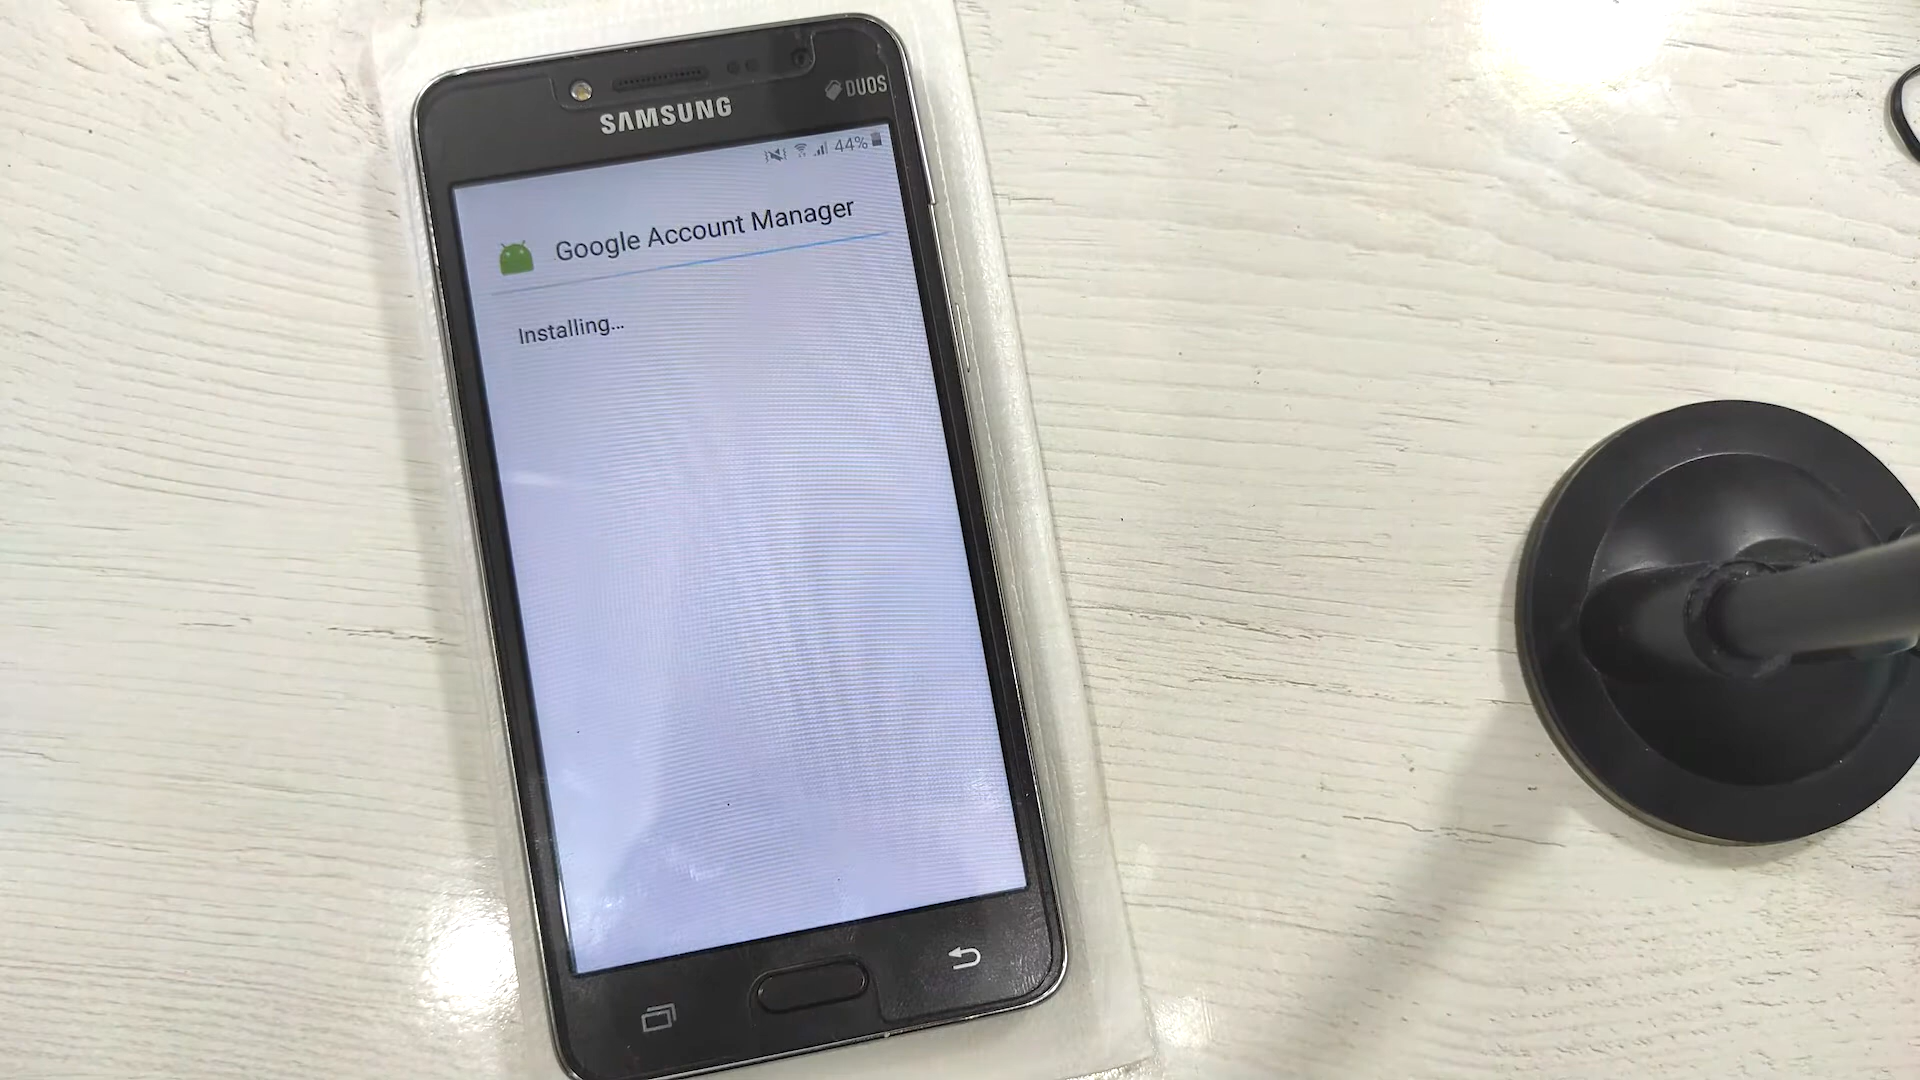 DUOS
SAMSUNG
44%
Google Account Manager
Installing...